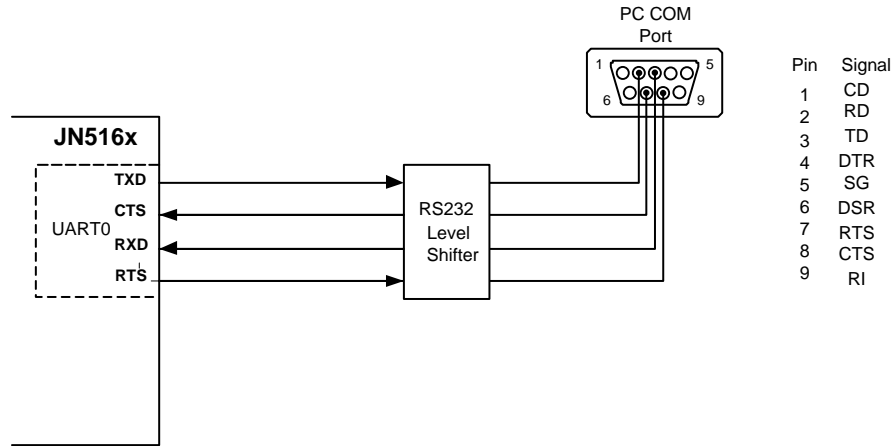 PC COM
Port
1
5
6
9
JN516x
UART0
TXD
CTS
RXD
RTS
RS232
Level
Shifter
Pin Signal
1 CD
2 RD
3 TD
4 DTR
5 SG
6 DSR
7 RTS
8 CTS
9 RI